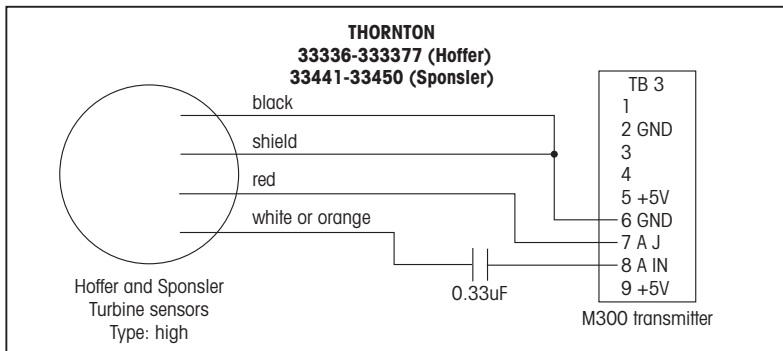 THORNTON
33336-333377 (Hoffer)
33441-33450 (Sponsler)
black
shield
red
white or orange
0.33uF
Hoffer and Sponsler
Turbine sensors
Type: high
TB 3
1
2 GND
3
4
5 +5V
6 GND
7 A J
8 A IN
9 +5V
M300 transmitter